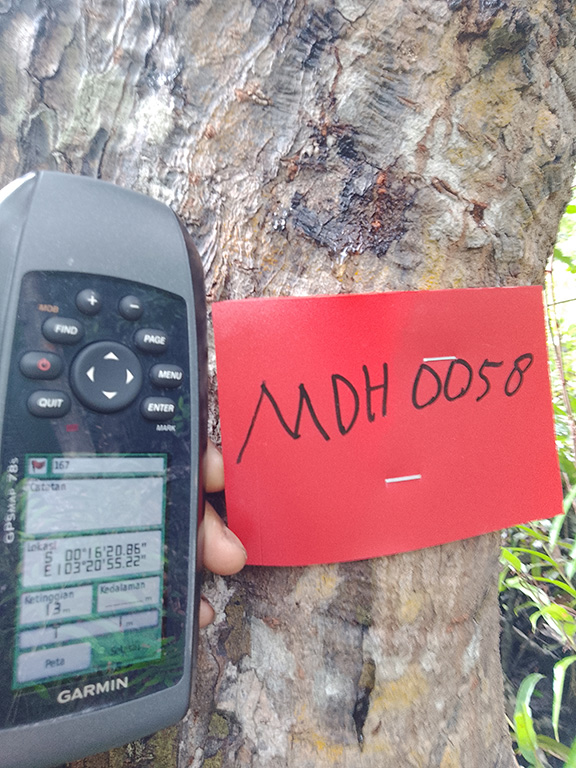 MOB
+
−
FIND
PAGE
MENU
QUIT
ENTER
MARK
GPSMAP 78s
167
Catatan
Lokasi
S 00°16'20.86"
E 103°20'55.22"
Ketinggian
Kedalaman
13
Peta
GARMIN
MDH 0058